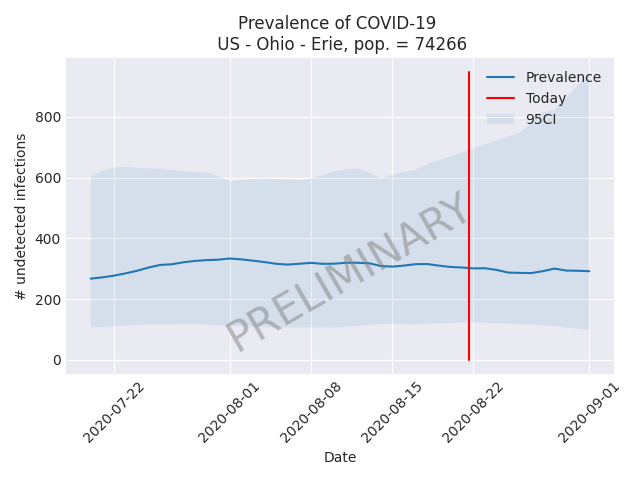 Prevalence of COVID-19
US - Ohio - Erie, pop. = 74266
Prevalence
Today
95CI
800
600
400
200
0
# undetected infections
PRELIMINARY
2020-07-22
2020-08-01
2020-08-08
2020-08-15
2020-08-22
2020-09-01
Date